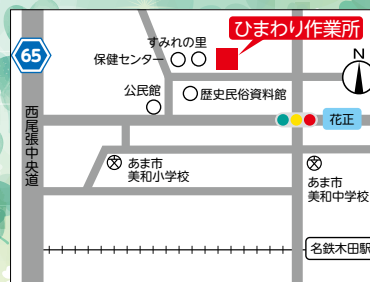 ひまわり作業所
すみれの里
保健センター
65
N
公民館
歴史民俗資料館
花正
西尾張中央道
あま市
美和小学校
あま市
美和中学校
名鉄木田駅